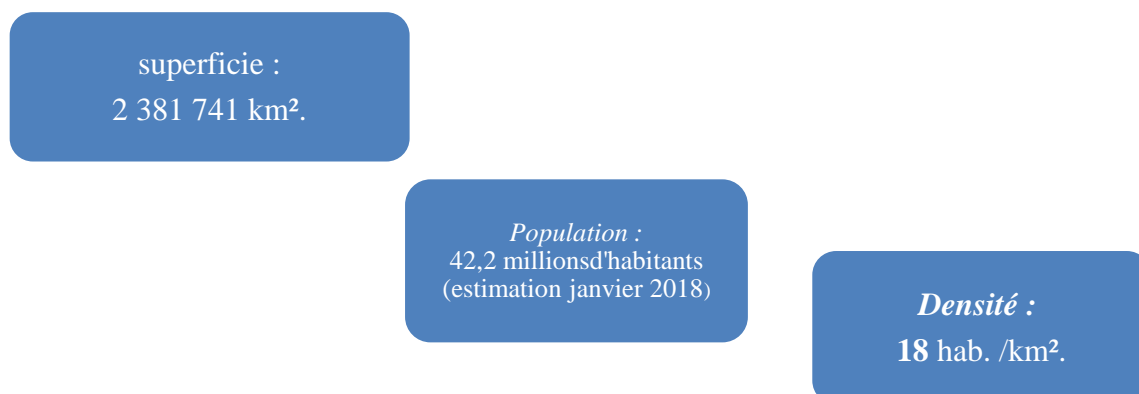 superficie :
2 381 741 km².
Population :
42,2 millionsd'habitants
(estimation janvier 2018)
Densité :
18 hab. /km².